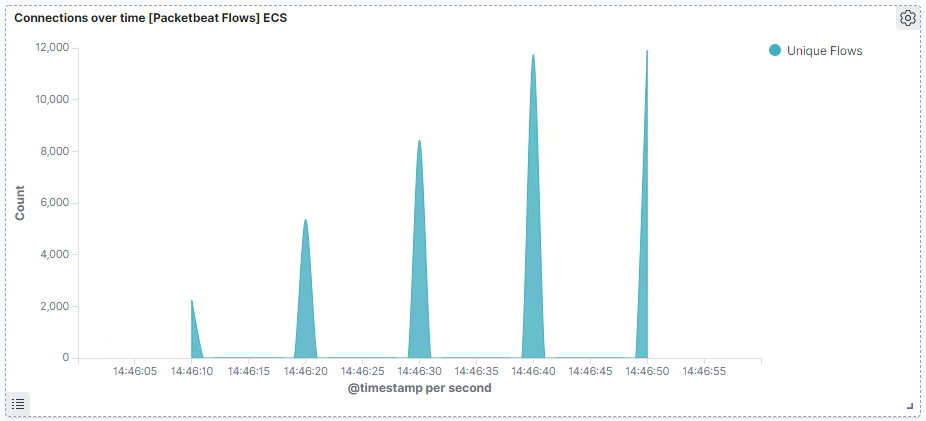 Connections over time [Packetbeat Flows] ECS
12,000
10,000
8,000
6,000
4,000
2,000
0
Count
14:46:05 14:46:10 14:46:15 14:46:20 14:46:25 14:46:30 14:46:35 14:46:40 14:46:45 14:46:50 14:46:55
@timestamp per second
Unique Flows